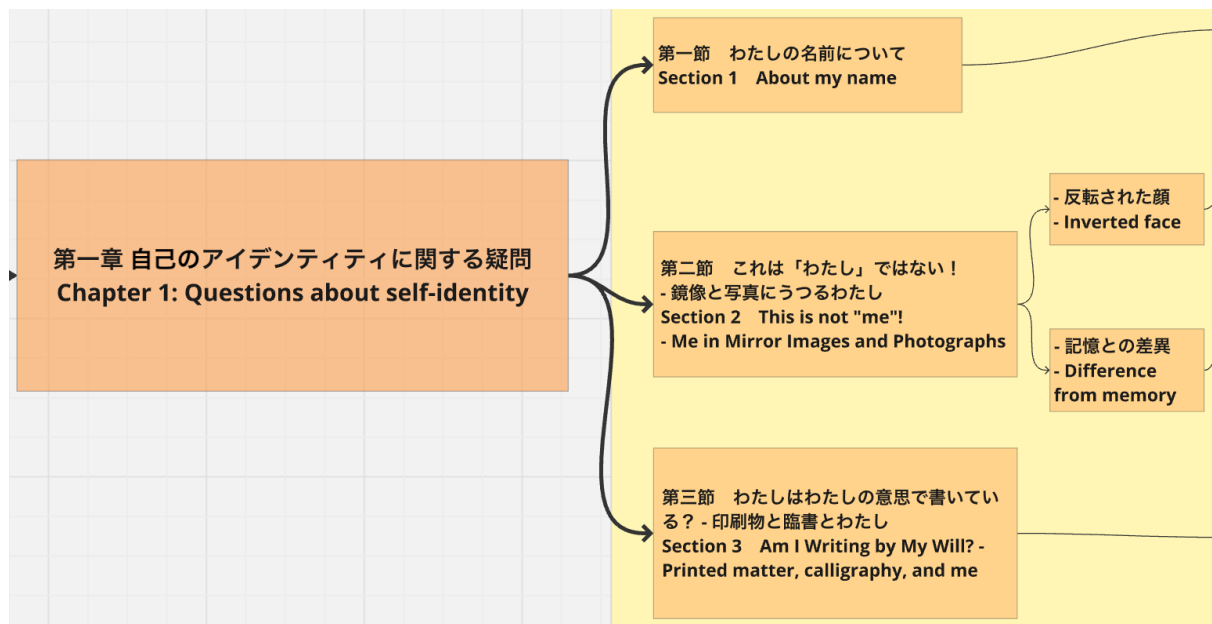 第一章 自己のアイデンティティに関する疑問
Chapter 1: Questions about self-identity
第一節　わたしの名前について
Section 1　About my name
第二節　これは「わたし」ではない！
- 鏡像と写真にうつるわたし
Section 2　This is not "me"!
- Me in Mirror Images and Photographs
- 反転された顔
- Inverted face
- 記憶との差異
- Difference
from memory
第三節　わたしはわたしの意思で書いてい
る？ - 印刷物と臨書とわたし
Section 3　Am I Writing by My Will? -
Printed matter, calligraphy, and me